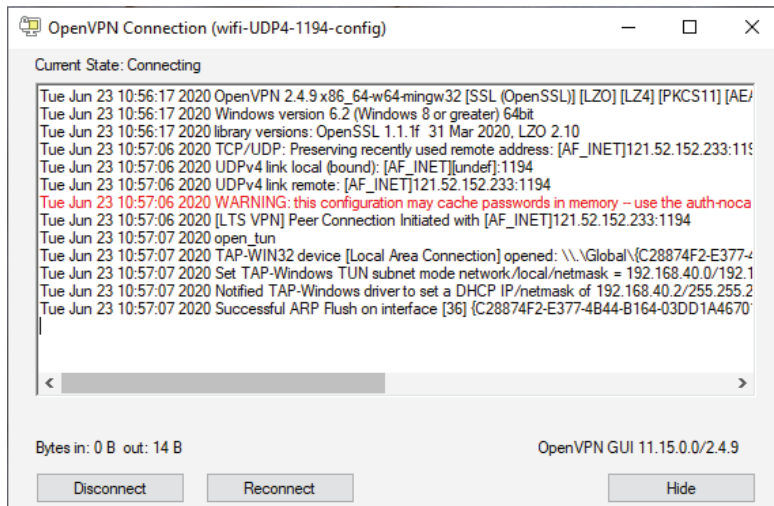 OpenVPN Connection (wifi-UDP4-1194-config)
Current State: Connecting
Tue Jun 23 10:56:17 2020 OpenVPN 2.4.9 x86_64-w64-mingw32 [SSL (OpenSSL)] [LZO] [LZ4] [PKCS11] [AEA
Tue Jun 23 10:56:17 2020 Windows version 6.2 (Windows 8 or greater) 64bit
Tue Jun 23 10:56:17 2020 library versions: OpenSSL 1.1.1f 31 Mar 2020, LZO 2.10
Tue Jun 23 10:57:06 2020 TCP/UDP: Preserving recently used remote address: [AF_INET]121.52.152.233:119
Tue Jun 23 10:57:06 2020 UDPv4 link local (bound): [AF_INET][undef]:1194
Tue Jun 23 10:57:06 2020 UDPv4 link remote: [AF_INET]121.52.152.233:1194
Tue Jun 23 10:57:06 2020 WARNING: this configuration may cache passwords in memory -- use the auth-noca
Tue Jun 23 10:57:06 2020 [LTS VPN] Peer Connection Initiated with [AF_INET]121.52.152.233:1194
Tue Jun 23 10:57:07 2020 open_tun
Tue Jun 23 10:57:07 2020 TAP-WIN32 device [Local Area Connection] opened: \\.\Global\{C28874F2-E377-4
Tue Jun 23 10:57:07 2020 Set TAP-Windows TUN subnet mode network/local/netmask = 192.168.40.0/192.1
Tue Jun 23 10:57:07 2020 Notified TAP-Windows driver to set a DHCP IP/netmask of 192.168.40.2/255.255.2
Tue Jun 23 10:57:07 2020 Successful ARP Flush on interface [36] {C28874F2-E377-4B44-B164-03DD1A4670
Bytes in: 0 B out: 14 B
OpenVPN GUI 11.15.0.0/2.4.9
Disconnect
Reconnect
Hide